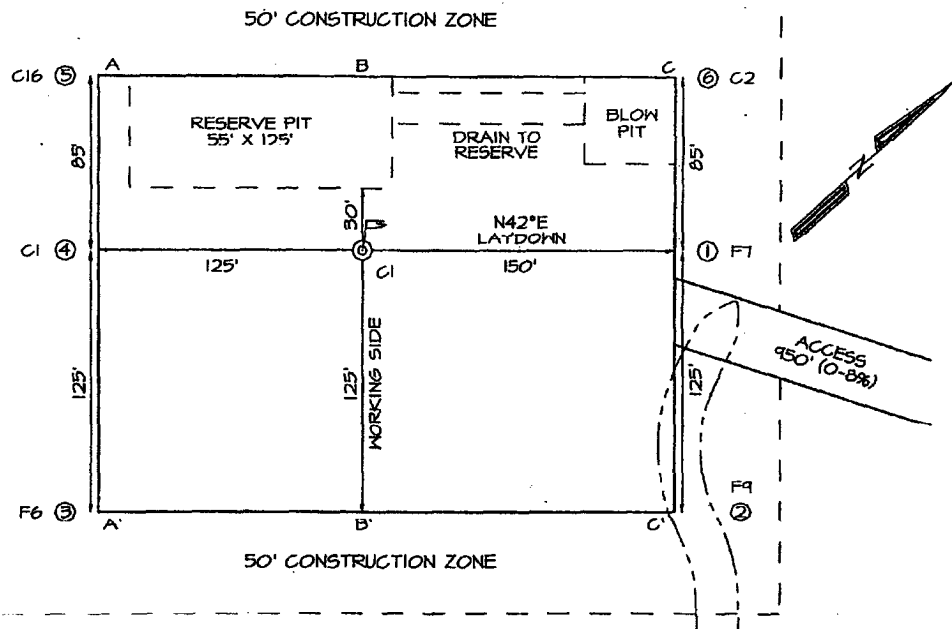 50' CONSTRUCTION ZONE
C16 ⑤ A B C ⑥ C2
RESERVE PIT
55' X 125'
DRAIN TO
RESERVE
BLOW
PIT
85'
85'
30'
N
N42°E
LAYDOWN
C1 ④
125'
C1
150'
① F7
ACCESS
950' (0-8%)
125'
125'
WORKING SIDE
125'
F9
②
F6 ③
A' B' C'
50' CONSTRUCTION ZONE